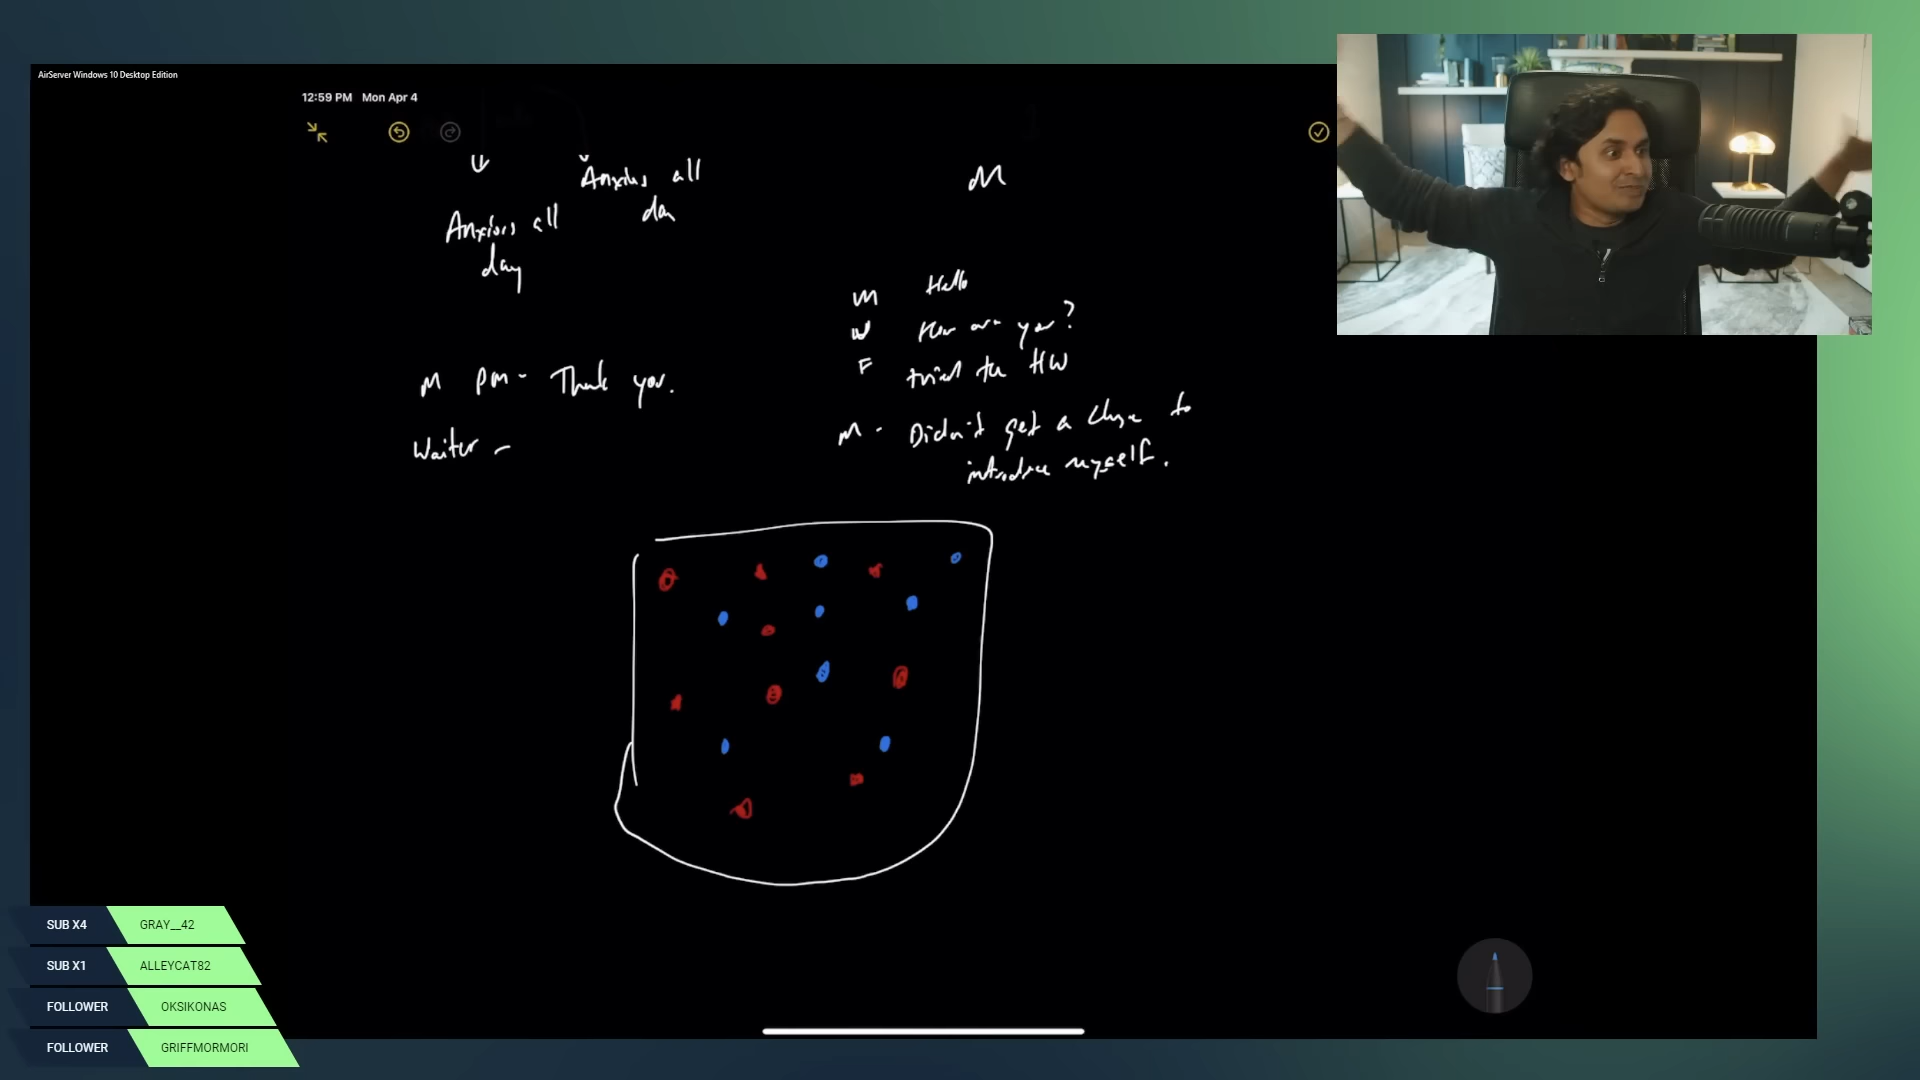 AirServer Windows 10 Desktop Edition
12:59 PM Mon Apr 4
Anxius all
day
Anxious all
day
M
M Hello
W How are you?
F tried the HW
M - Didn't get a chance to
introduce myself.
M pm - Thank you.
Waiter -
SUB X4 GRAY__42
SUB X1 ALLEYCAT82
FOLLOWER OKSIKONAS
FOLLOWER GRIFFMORMORI